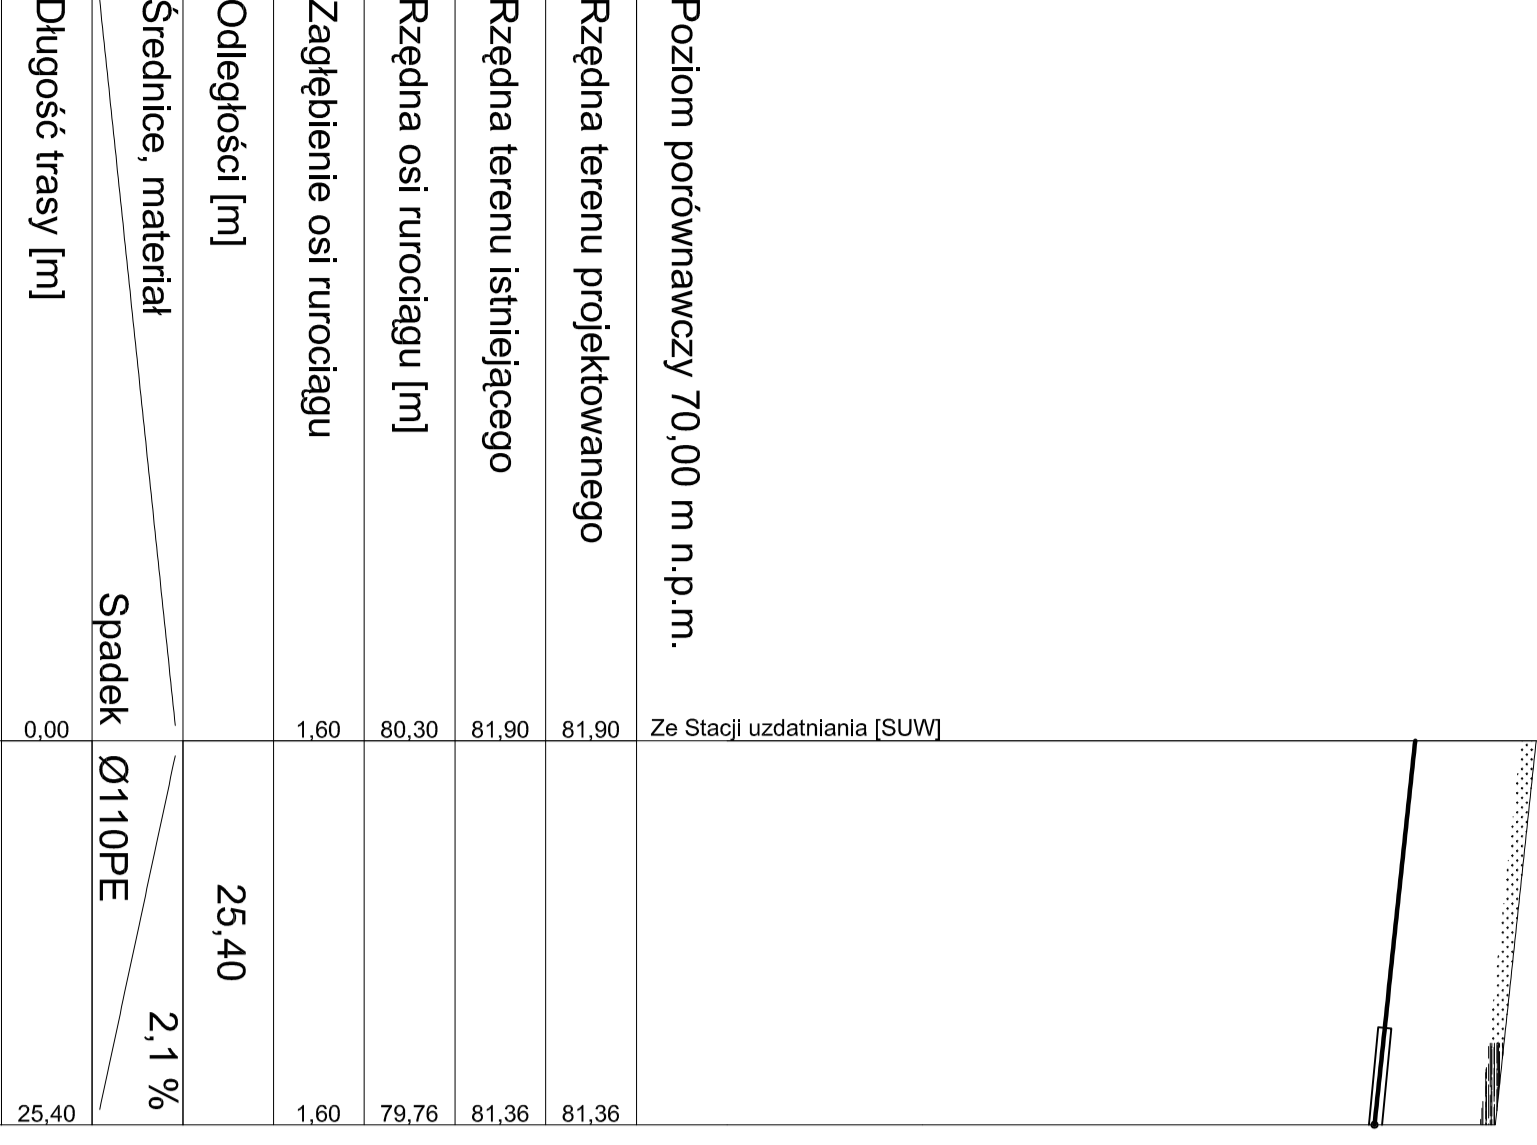 Poziom porównawczy 70,00 m n.p.m.
Ze Stacji uzdatniania [SUW]
Rzędna terenu projektowanego
81,90
81,36
Rzędna terenu istniejącego
81,90
81,36
Rzędna osi rurociągu [m]
80,30
79,76
Zagłębienie osi rurociągu
1,60
1,60
Odległości [m]
25,40
Średnice, materiał
2,1 %
Spadek
Ø110PE
Długość trasy [m]
0,00
25,40